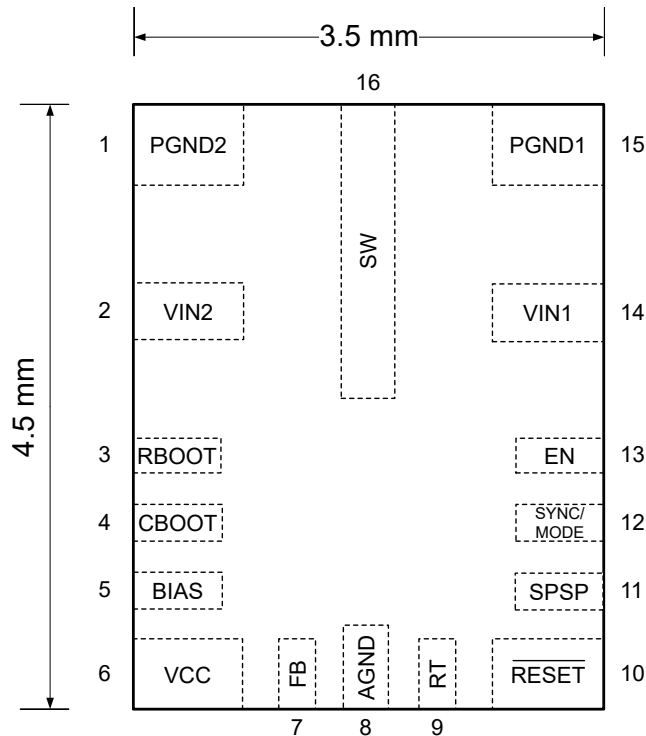 3.5 mm
16
1 PGND2 PGND1 15
4.5 mm
SW
2 VIN2 VIN1 14
3 RBOOT EN 13
4 CBOOT SYNC/
MODE 12
5 BIAS SPSP 11
6 VCC FB AGND RT RESET 10
7 8 9